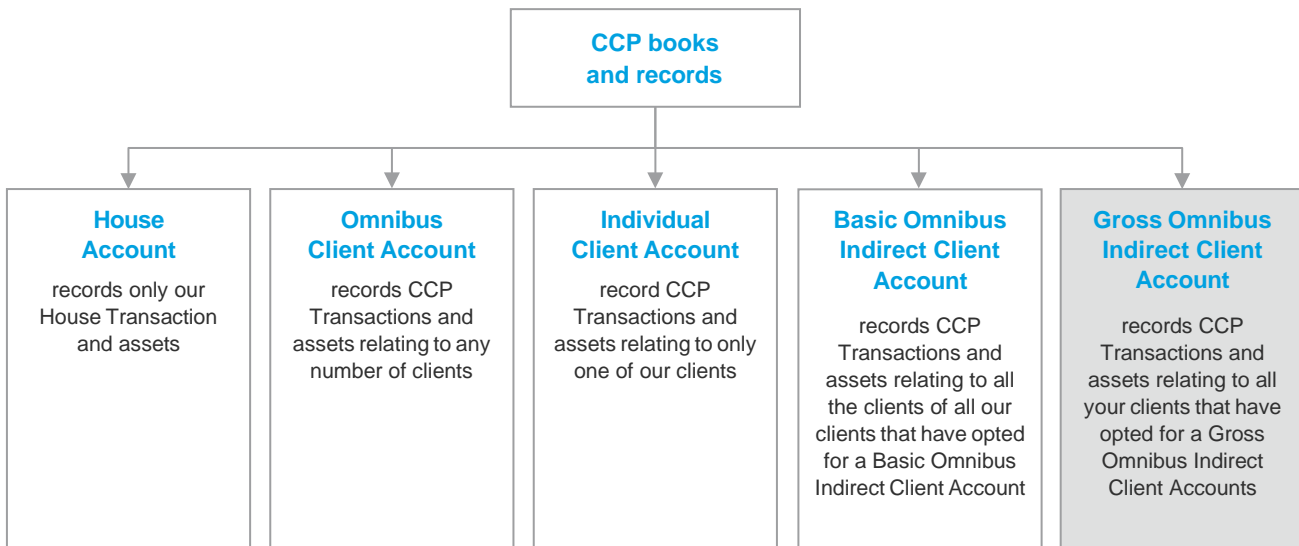 CCP books
and records
House
Account
records only our
House Transaction
and assets
Omnibus
Client Account
records CCP
Transactions and
assets relating to any
number of clients
Individual
Client Account
record CCP
Transactions and
assets relating to only
one of our clients
Basic Omnibus
Indirect Client
Account
records CCP
Transactions and
assets relating to all
the clients of all our
clients that have opted
for a Basic Omnibus
Indirect Client Account
Gross Omnibus
Indirect Client
Account
records CCP
Transactions and
assets relating to all
your clients that have
opted for a Gross
Omnibus Indirect
Client Accounts